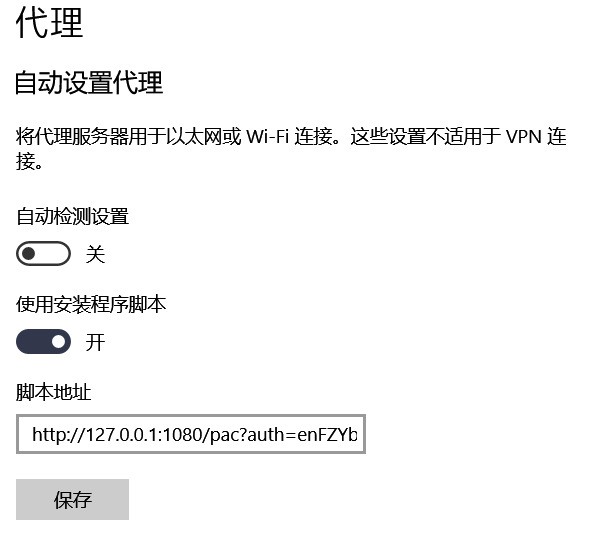 代理
自动设置代理
将代理服务器用于以太网或 Wi-Fi 连接。这些设置不适用于 VPN 连
接。
自动检测设置
关
使用安装程序脚本
开
脚本地址
http://127.0.0.1:1080/pac?auth=enFZYb
保存